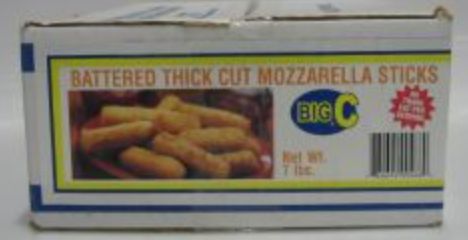 BATTERED THICK CUT MOZZARELLA STICKS
BIG C
Net Wt.
7 lbs.